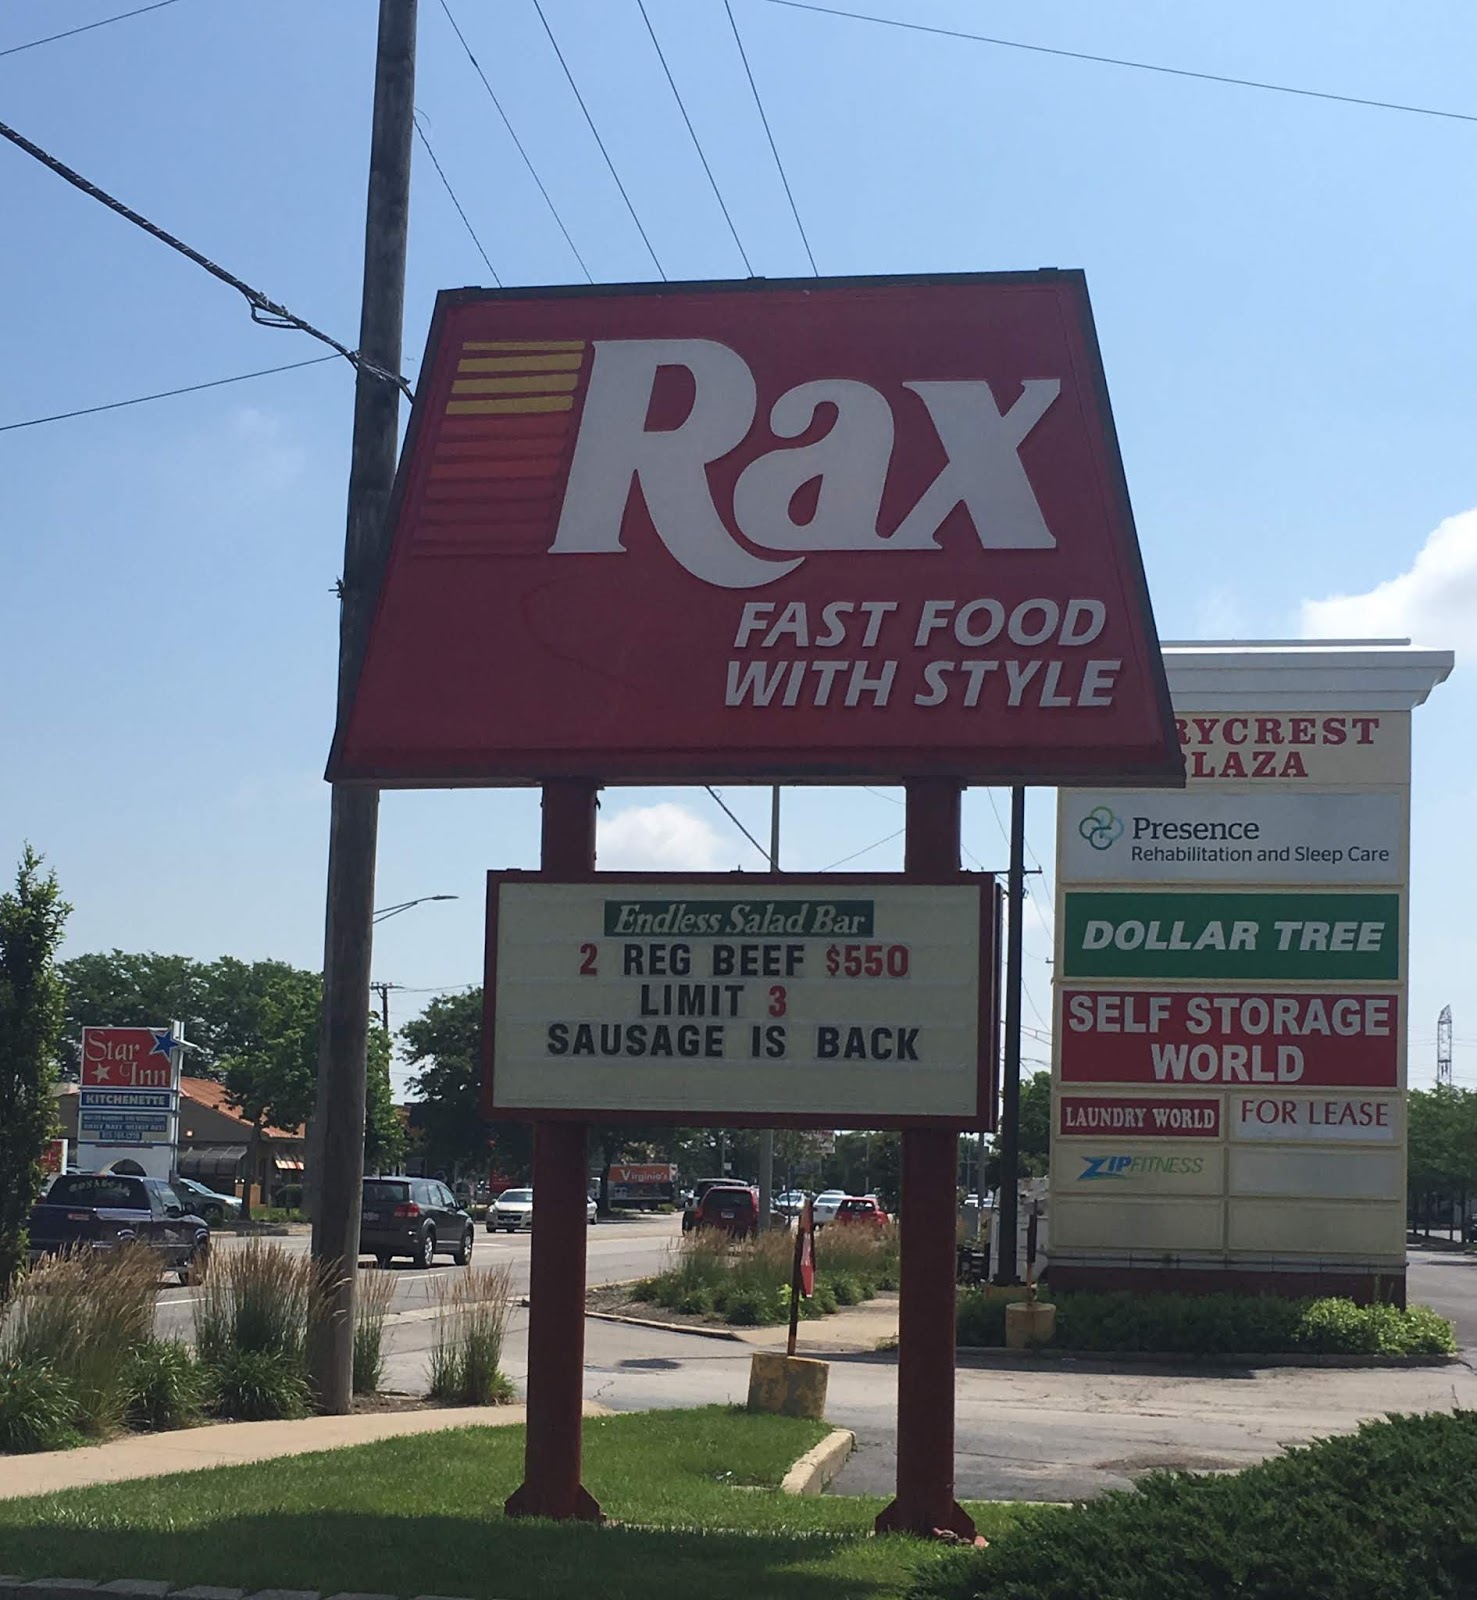 Rax
FAST FOOD
WITH STYLE
Endless Salad Bar
2 REG BEEF $550
LIMIT 3
SAUSAGE IS BACK
RYCREST
LAZA
Presence
Rehabilitation and Sleep Care
DOLLAR TREE
SELF STORAGE
WORLD
LAUNDRY WORLD
FOR LEASE
ZIPFITNESS
Star
Inn
KITCHENETTE
Virginia's